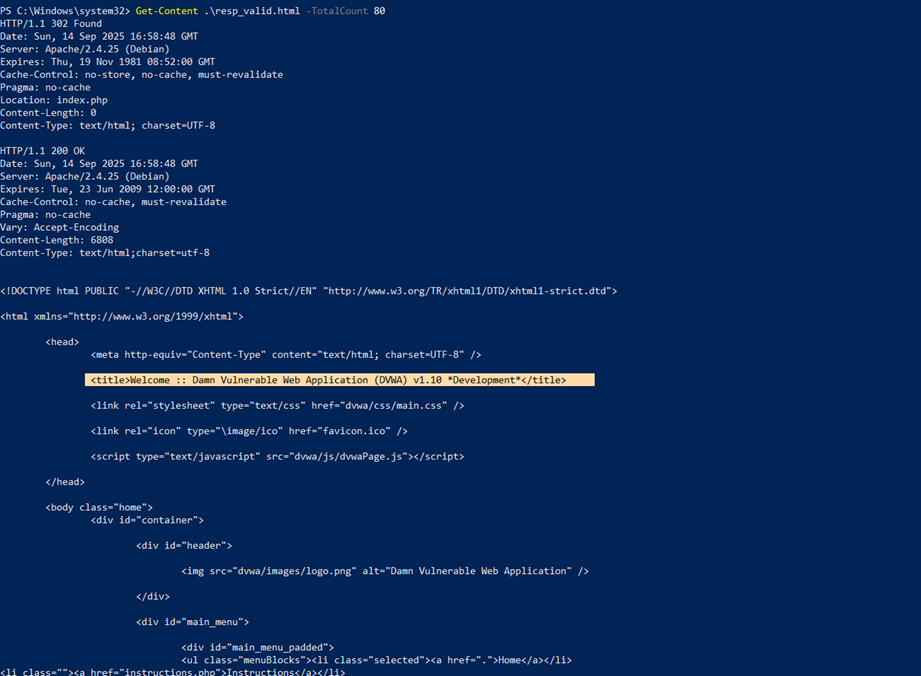 PS C:\Windows\system32> Get-Content .\resp_valid.html -TotalCount 80
HTTP/1.1 302 Found
Date: Sun, 14 Sep 2025 16:58:48 GMT
Server: Apache/2.4.25 (Debian)
Expires: Thu, 19 Nov 1981 08:52:00 GMT
Cache-Control: no-store, no-cache, must-revalidate
Pragma: no-cache
Location: index.php
Content-Length: 0
Content-Type: text/html; charset=UTF-8
HTTP/1.1 200 OK
Date: Sun, 14 Sep 2025 16:58:48 GMT
Server: Apache/2.4.25 (Debian)
Expires: Tue, 23 Jun 2009 12:00:00 GMT
Cache-Control: no-cache, must-revalidate
Pragma: no-cache
Vary: Accept-Encoding
Content-Length: 6808
Content-Type: text/html;charset=utf-8
<!DOCTYPE html PUBLIC "-//W3C//DTD XHTML 1.0 Strict//EN" "http://www.w3.org/TR/xhtml1/DTD/xhtml1-strict.dtd">
<html xmlns="http://www.w3.org/1999/xhtml">
<head>
<meta http-equiv="Content-Type" content="text/html; charset=UTF-8" />
<title>Welcome :: Damn Vulnerable Web Application (DVWA) v1.10 *Development*</title>
<link rel="stylesheet" type="text/css" href="dvwa/css/main.css" />
<link rel="icon" type="\image/ico" href="favicon.ico" />
<script type="text/javascript" src="dvwa/js/dvwaPage.js"></script>
</head>
<body class="home">
<div id="container">
<div id="header">
<img src="dvwa/images/logo.png" alt="Damn Vulnerable Web Application" />
</div>
<div id="main_menu">
<div id="main_menu_padded">
<ul class="menuBlocks"><li class="selected"><a href=".">Home</a></li>
<li class=""><a href="instructions.php">Instructions</a></li>